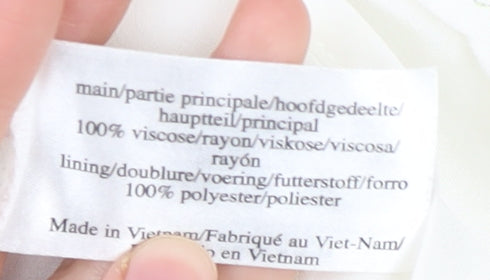 main/partie principale/hoofdgedeelte/
hauptteil/principal
100% viscose/rayon/viskose/viscosa/
rayón
lining/doublure/voering/futterstoff/forro
100% polyester/poliester
Made in Vietnam/Fabriqué au Viet-Nam/
en Vietnam